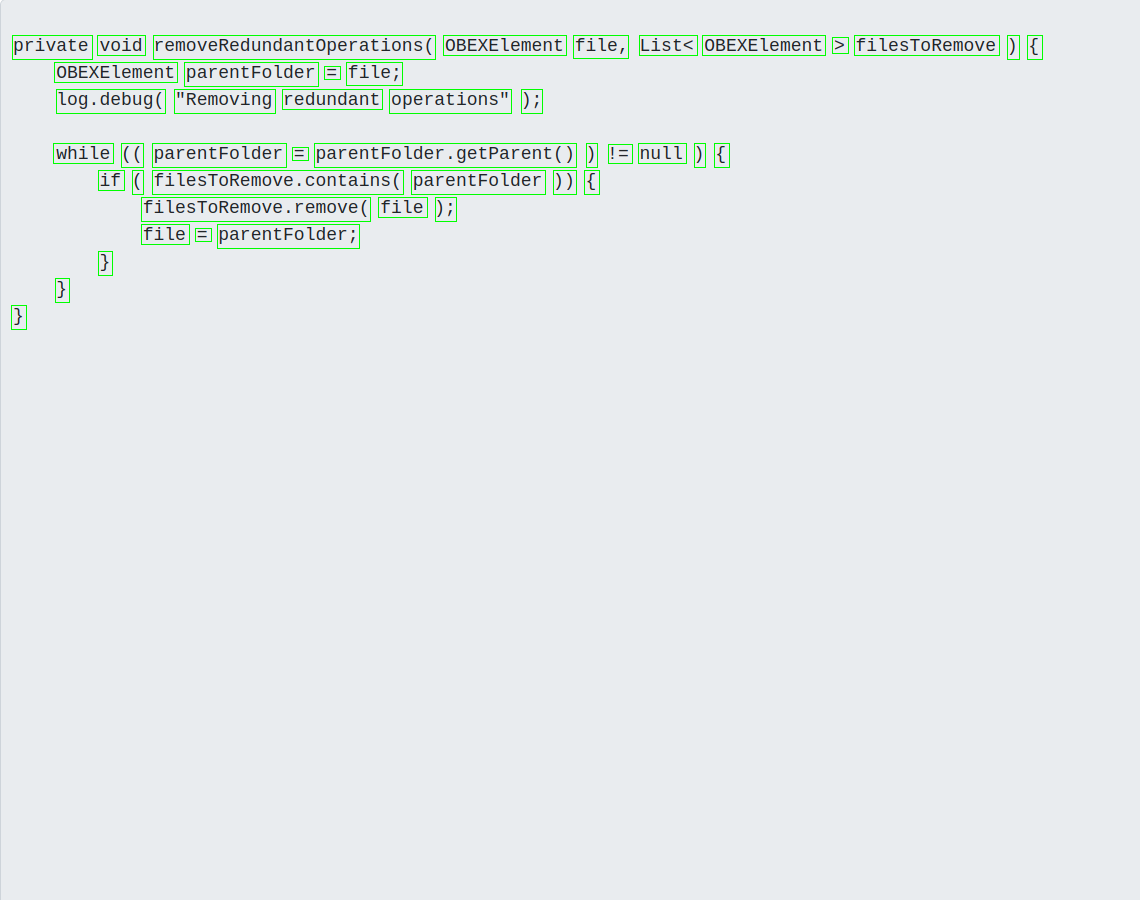 private void removeRedundantOperations( OBEXElement file, List< OBEXElement > filesToRemove ) {
OBEXElement parentFolder = file;
log.debug( "Removing redundant operations" );
while (( parentFolder = parentFolder.getParent() ) != null ) {
if ( filesToRemove.contains( parentFolder )) {
filesToRemove.remove( file );
file = parentFolder;
}
}
}